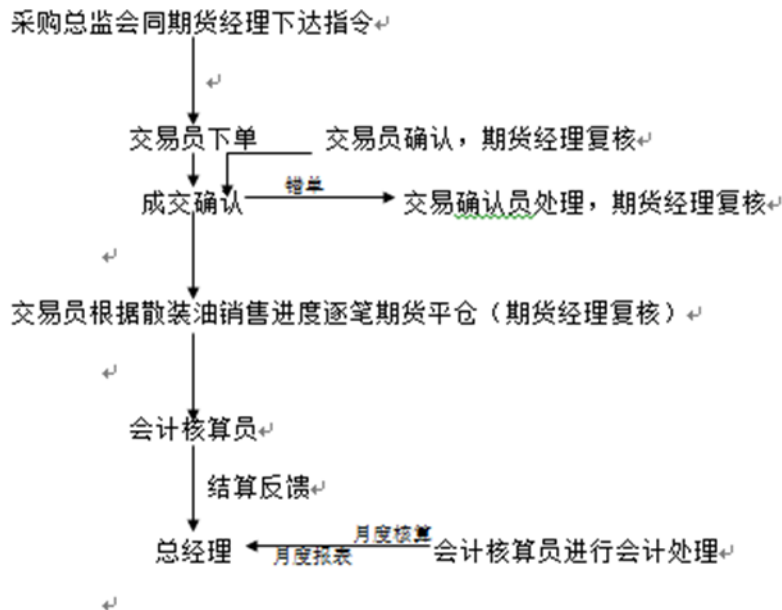 采购总监会同期货经理下达指令
交易员下单 交易员确认，期货经理复核
错单
成交确认 交易确认员处理，期货经理复核
交易员根据散装油销售进度逐笔期货平仓（期货经理复核）
会计核算员
结算反馈
月度核算
总经理 会计核算员进行会计处理
月度报表